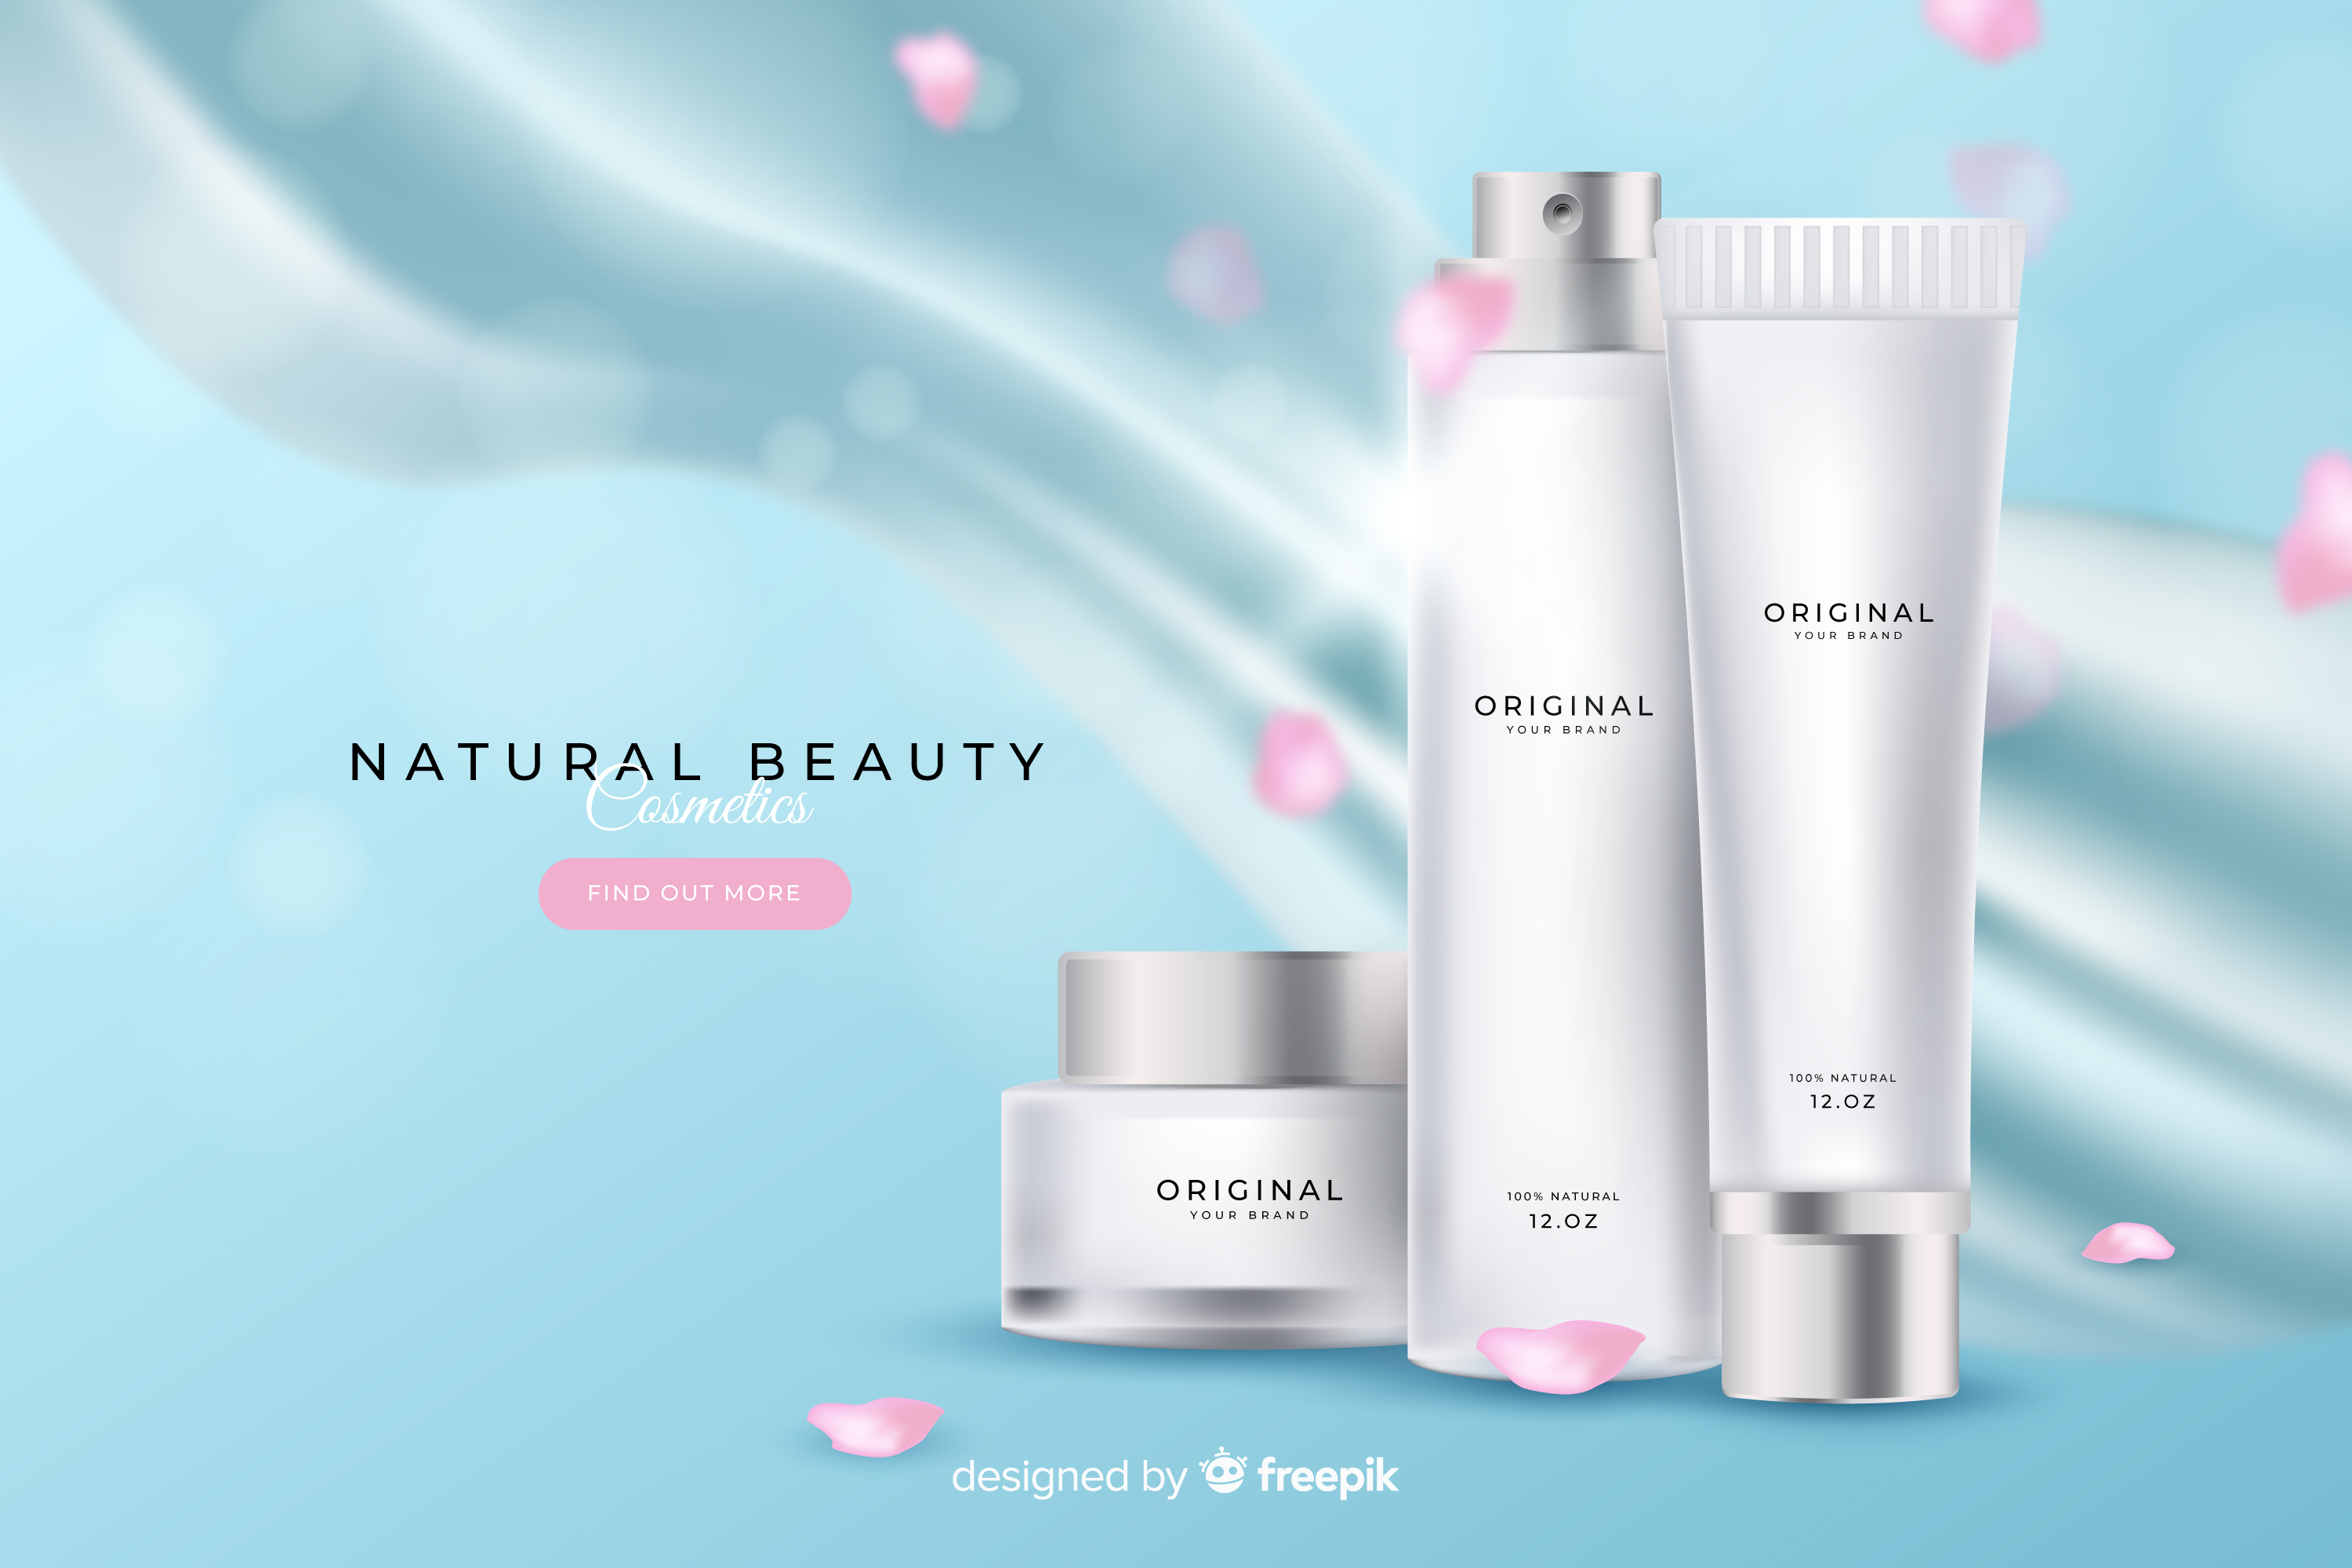 NATURAL BEAUTY
Cosmetics
FIND OUT MORE
ORIGINAL
YOUR BRAND
ORIGINAL
YOUR BRAND
100% NATURAL
12.OZ
ORIGINAL
YOUR BRAND
100% NATURAL
12.OZ
designed by freepik